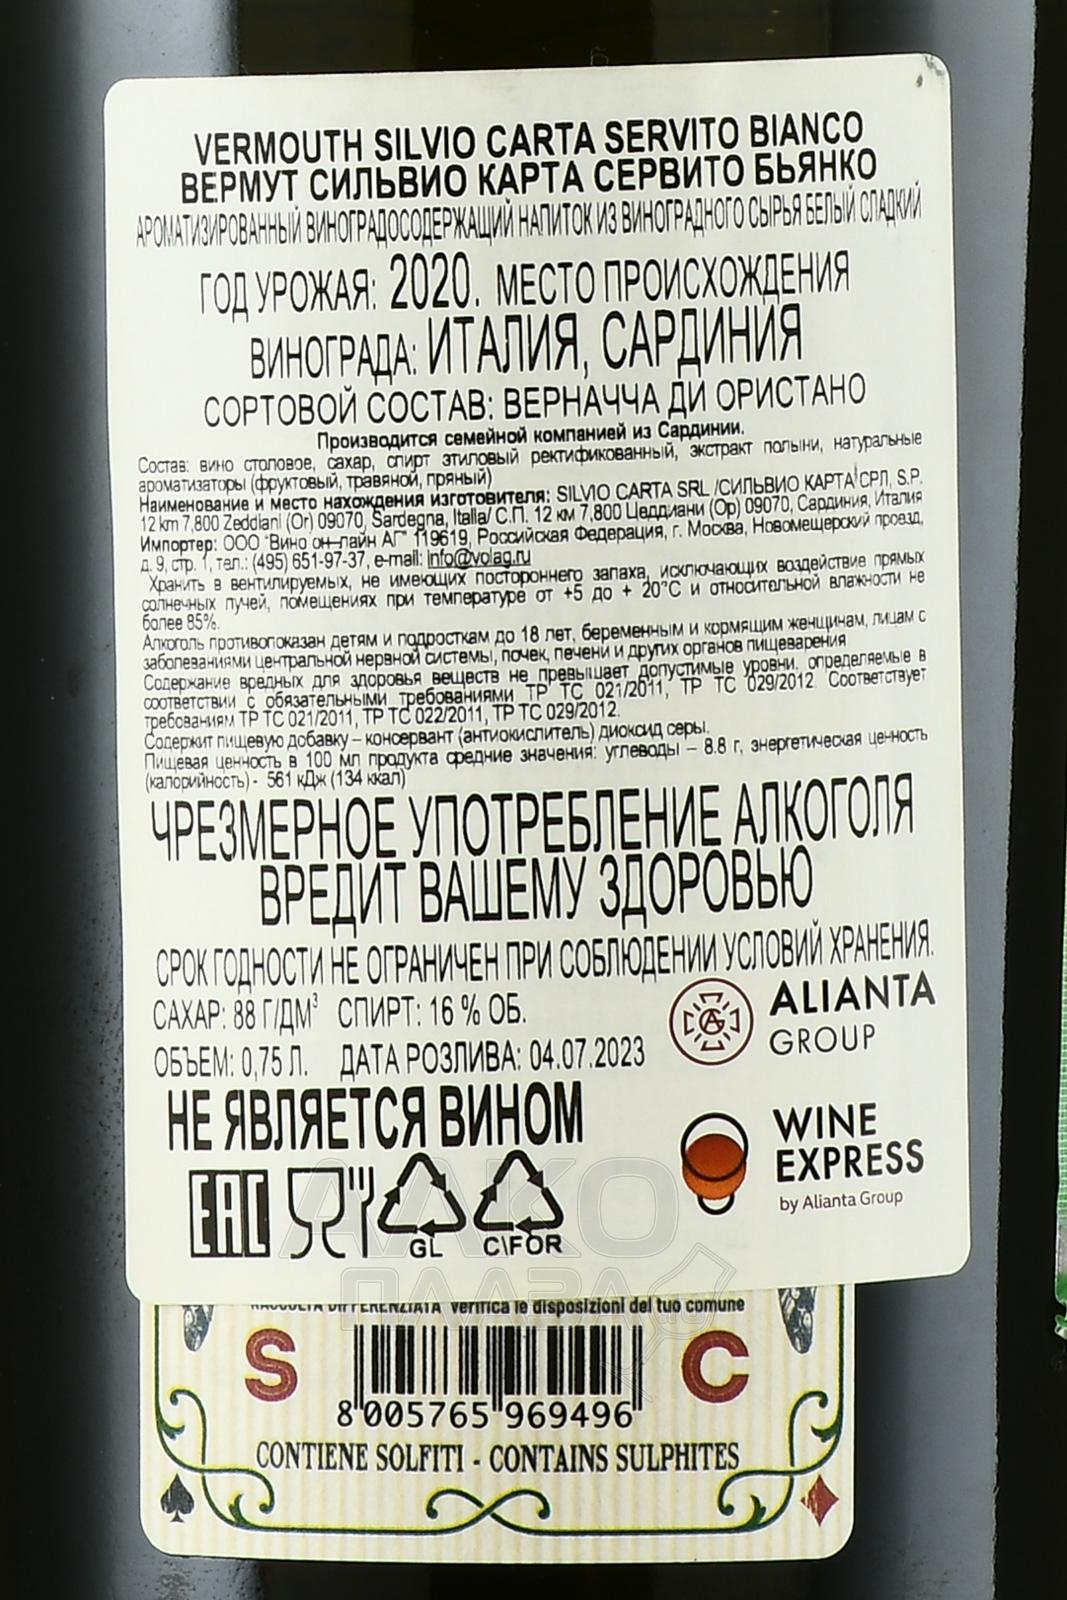 VERMOUTH SILVIO CARTA SERVITO BIANCO
ВЕРМУТ СИЛЬВИО КАРТА СЕРВИТО БЬЯНКО
АРОМАТИЗИРОВАННЫЙ ВИНОГРАДОСОДЕРЖАЩИЙ НАПИТОК ИЗ ВИНОГРАДНОГО СЫРЬЯ БЕЛЫЙ СЛАДКИЙ
ГОД УРОЖАЯ: 2020. МЕСТО ПРОИСХОЖДЕНИЯ
ВИНОГРАДА: ИТАЛИЯ, САРДИНИЯ
СОРТОВОЙ СОСТАВ: ВЕРНАЧЧА ДИ ОРИСТАНО
Производится семейной компанией из Сардинии.
Состав: вино столовое, сахар, спирт этиловый ректификованный, экстракт полыни, натуральные
ароматизаторы (фруктовый, травяной, пряный)
Наименование и место нахождения изготовителя: SILVIO CARTA SRL /СИЛЬВИО КАРТА СРЛ, S.P.
12 km 7,800 Zeddiani (Or) 09070, Sardegna, Italia/ С.П. 12 км 7,800 Цеддиани (Ор) 09070, Сардиния, Италия
Импортер: ООО "Вино он-лайн АГ" 119619, Российская Федерация, г. Москва, Новомещерский проезд,
д. 9, стр. 1, тел.: (495) 651-97-37, e-mail: info@volag.ru
Хранить в вентилируемых, не имеющих постороннего запаха, исключающих воздействие прямых
солнечных лучей, помещениях при температуре от +5 до + 20°С и относительной влажности не
более 85%.
Алкоголь противопоказан детям и подросткам до 18 лет, беременным и кормящим женщинам, лицам с
заболеваниями центральной нервной системы, почек, печени и других органов пищеварения
Содержание вредных для здоровья веществ не превышает допустимые уровни, определяемые в
соответствии с обязательными требованиями ТР ТС 021/2011, ТР ТС 029/2012. Соответствует
требованиям ТР ТС 021/2011, ТР ТС 022/2011, ТР ТС 029/2012.
Содержит пищевую добавку – консервант (антиокислитель) диоксид серы.
Пищевая ценность в 100 мл продукта средние значения: углеводы – 8.8 г, энергетическая ценность
(калорийность) - 561 кДж (134 ккал)
ЧРЕЗМЕРНОЕ УПОТРЕБЛЕНИЕ АЛКОГОЛЯ
ВРЕДИТ ВАШЕМУ ЗДОРОВЬЮ
СРОК ГОДНОСТИ НЕ ОГРАНИЧЕН ПРИ СОБЛЮДЕНИИ УСЛОВИЙ ХРАНЕНИЯ.
САХАР: 88 Г/ДМ³ СПИРТ: 16 % ОБ.
ОБЪЕМ: 0,75 Л. ДАТА РОЗЛИВА: 04.07.2023
ALIANTA
GROUP
НЕ ЯВЛЯЕТСЯ ВИНОМ
WINE
EXPRESS
by Alianta Group
EAC
GL
C\FOR
АЛКО
ПЛАЗА
RACCOLTA DIFFERENZIATA verifica le disposizioni del tuo comune
S C
8 005765 969496
CONTIENE SOLFITI - CONTAINS SULPHITES